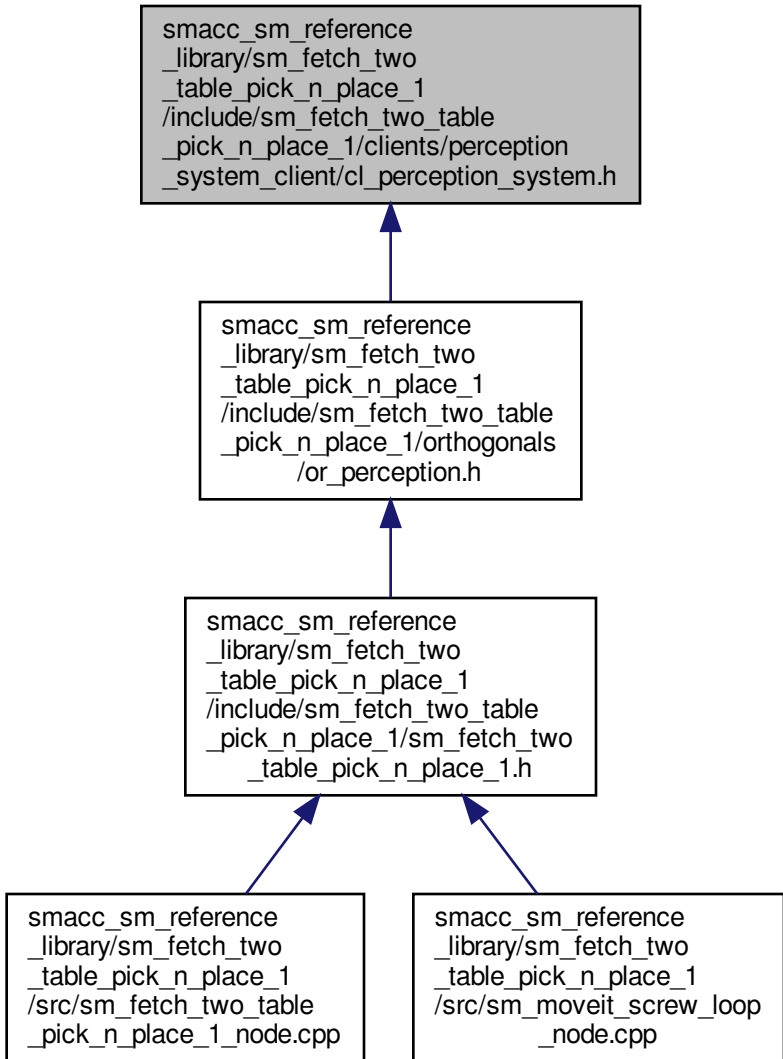 smacc_sm_reference
_library/sm_fetch_two
_table_pick_n_place_1
/include/sm_fetch_two_table
_pick_n_place_1/clients/perception
_system_client/cl_perception_system.h
smacc_sm_reference
_library/sm_fetch_two
_table_pick_n_place_1
/include/sm_fetch_two_table
_pick_n_place_1/orthogonals
/or_perception.h
smacc_sm_reference
_library/sm_fetch_two
_table_pick_n_place_1
/include/sm_fetch_two_table
_pick_n_place_1/sm_fetch_two
_table_pick_n_place_1.h
smacc_sm_reference
_library/sm_fetch_two
_table_pick_n_place_1
/src/sm_fetch_two_table
_pick_n_place_1_node.cpp
smacc_sm_reference
_library/sm_fetch_two
_table_pick_n_place_1
/src/sm_moveit_screw_loop
_node.cpp